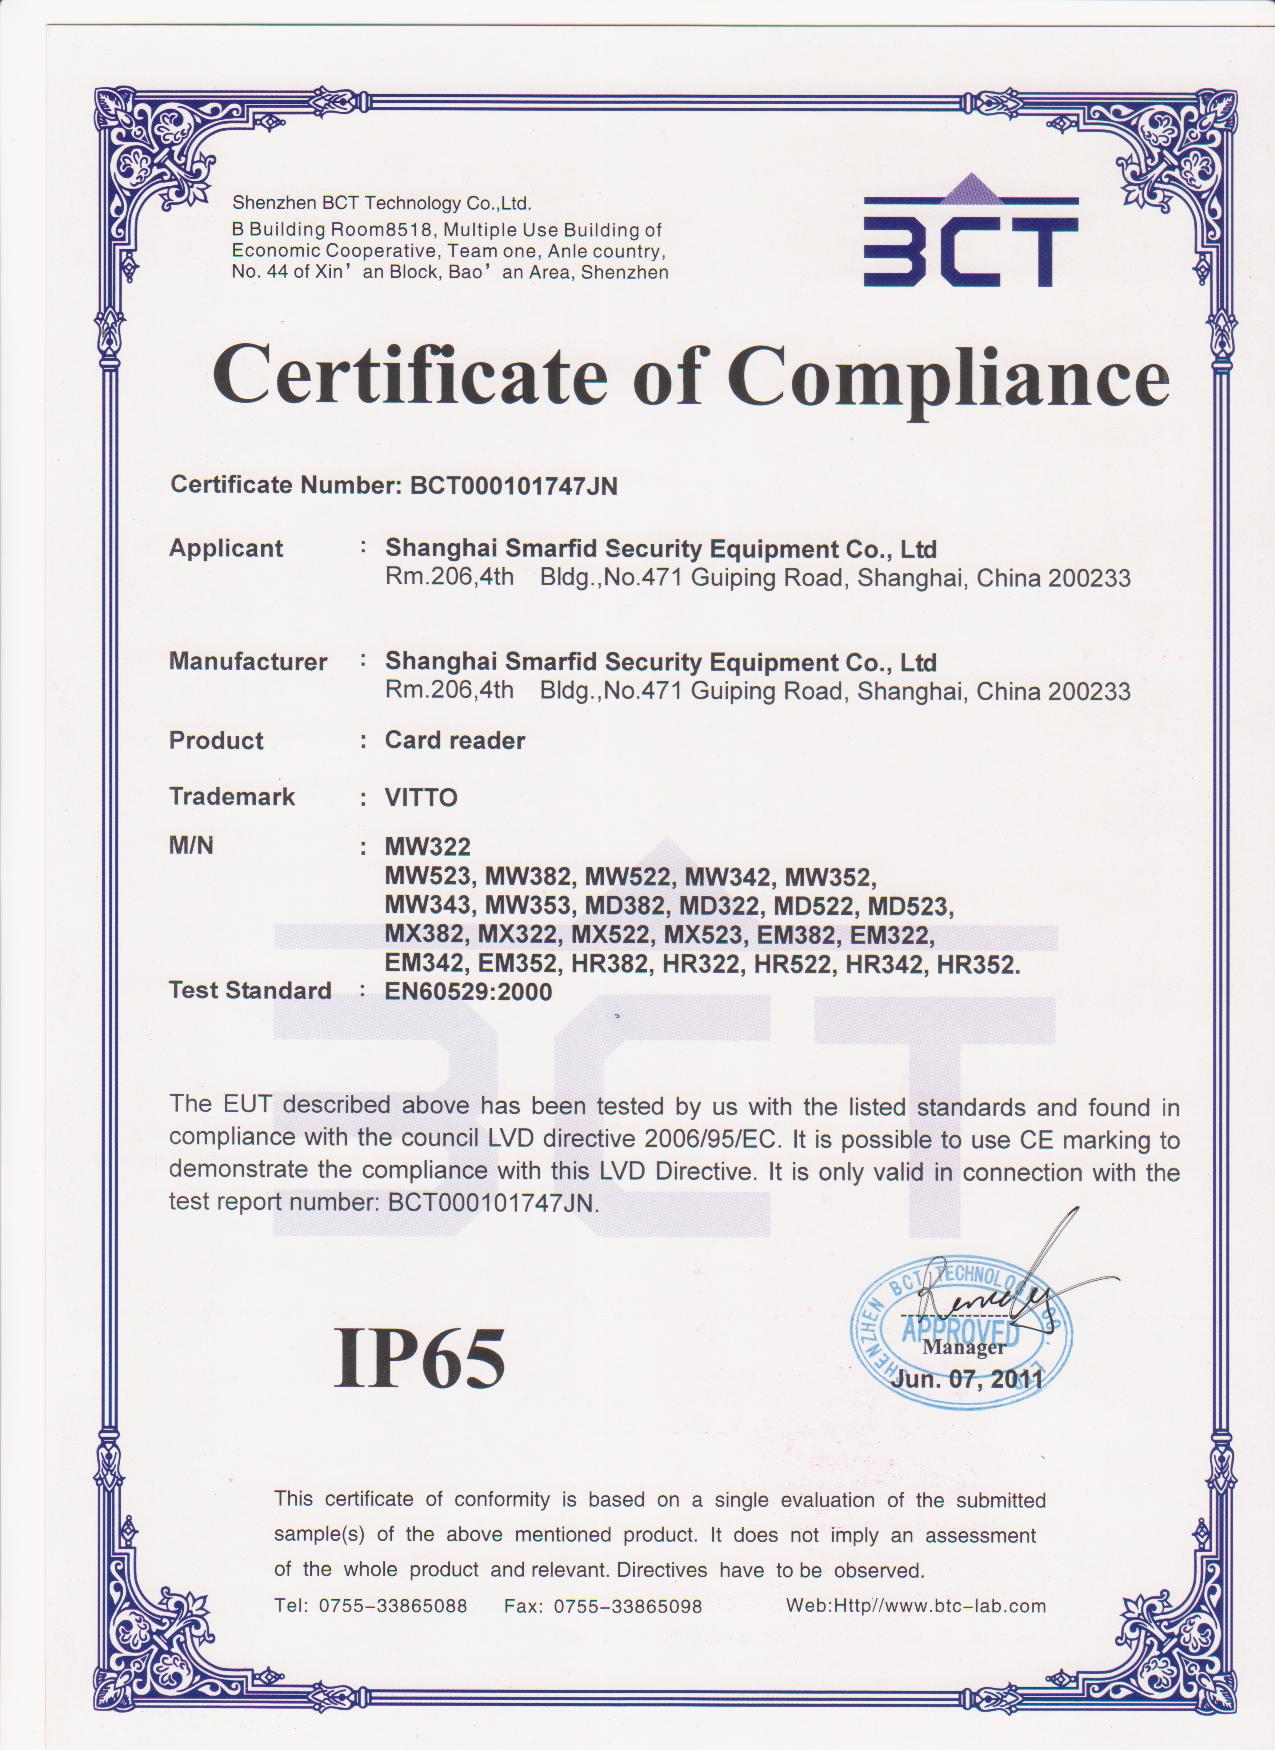 Shenzhen BCT Technology Co.,Ltd.
B Building Room8518, Multiple Use Building of
Economic Cooperative, Team one, Anle country,
No. 44 of Xin’an Block, Bao’an Area, Shenzhen
BCT
Certificate of Compliance
Certificate Number: BCT000101747JN
Applicant : Shanghai Smarfid Security Equipment Co., Ltd
Rm.206,4th Bldg.,No.471 Guiping Road, Shanghai, China 200233
Manufacturer : Shanghai Smarfid Security Equipment Co., Ltd
Rm.206,4th Bldg.,No.471 Guiping Road, Shanghai, China 200233
Product : Card reader
Trademark : VITTO
M/N : MW322
MW523, MW382, MW522, MW342, MW352,
MW343, MW353, MD382, MD322, MD522, MD523,
MX382, MX322, MX522, MX523, EM382, EM322,
EM342, EM352, HR382, HR322, HR522, HR342, HR352.
Test Standard : EN60529:2000
BCT
The EUT described above has been tested by us with the listed standards and found in
compliance with the council LVD directive 2006/95/EC. It is possible to use CE marking to
demonstrate the compliance with this LVD Directive. It is only valid in connection with the
test report number: BCT000101747JN.
IP65
SHENZHEN BCT TECHNOLOGY CO., LTD
APPROVED
Manager
Jun. 07, 2011
This certificate of conformity is based on a single evaluation of the submitted
sample(s) of the above mentioned product. It does not imply an assessment
of the whole product and relevant. Directives have to be observed.
Tel: 0755-33865088 Fax: 0755-33865098 Web:Http//www.btc-lab.com